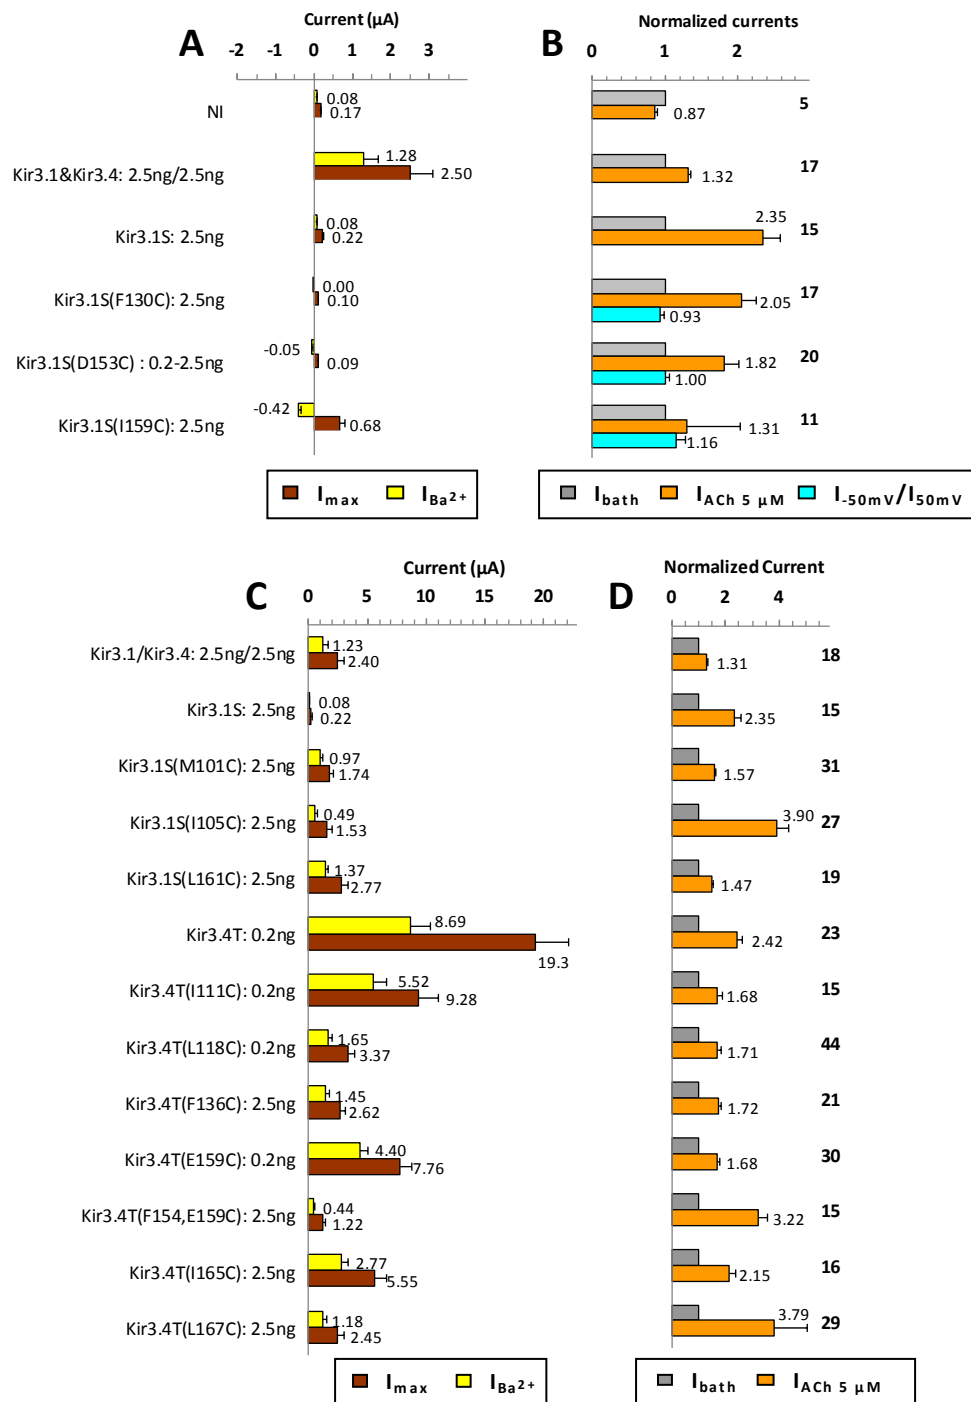 Current (µA)
Normalized currents
A
B
-2 -1 0 1 2 3
0 1 2
NI
0.08
0.17
0.87
5
Kir3.1&Kir3.4: 2.5ng/2.5ng
1.28
2.50
1.32
17
Kir3.1S: 2.5ng
0.08
0.22
2.35
15
Kir3.1S(F130C): 2.5ng
0.00
0.10
2.05
0.93
17
Kir3.1S(D153C) : 0.2-2.5ng
-0.05
0.09
1.82
1.00
20
Kir3.1S(I159C): 2.5ng
-0.42
0.68
1.31
1.16
11
Imax IBa2+
Ibath IACh 5 µM I-50mV/I50mV
Current (µA)
Normalized Current
C
D
0 5 10 15 20
0 2 4
Kir3.1/Kir3.4: 2.5ng/2.5ng
1.23
2.40
1.31
18
Kir3.1S: 2.5ng
0.08
0.22
2.35
15
Kir3.1S(M101C): 2.5ng
0.97
1.74
1.57
31
Kir3.1S(I105C): 2.5ng
0.49
1.53
3.90
27
Kir3.1S(L161C): 2.5ng
1.37
2.77
1.47
19
Kir3.4T: 0.2ng
8.69
19.3
2.42
23
Kir3.4T(I111C): 0.2ng
5.52
9.28
1.68
15
Kir3.4T(L118C): 0.2ng
1.65
3.37
1.71
44
Kir3.4T(F136C): 2.5ng
1.45
2.62
1.72
21
Kir3.4T(E159C): 0.2ng
4.40
7.76
1.68
30
Kir3.4T(F154,E159C): 2.5ng
0.44
1.22
3.22
15
Kir3.4T(I165C): 2.5ng
2.77
5.55
2.15
16
Kir3.4T(L167C): 2.5ng
1.18
2.45
3.79
29
Imax IBa2+
Ibath IACh 5 µM